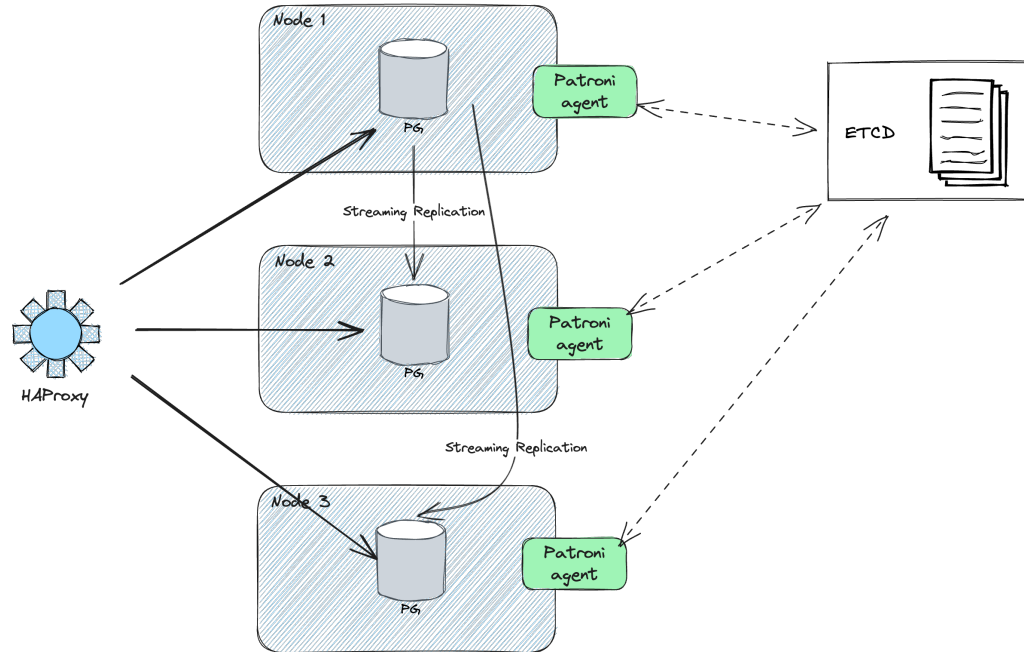 Node 1
PG
Patroni
agent
ETCD
Streaming Replication
Node 2
PG
Patroni
agent
HAProxy
Streaming Replication
Node 3
PG
Patroni
agent